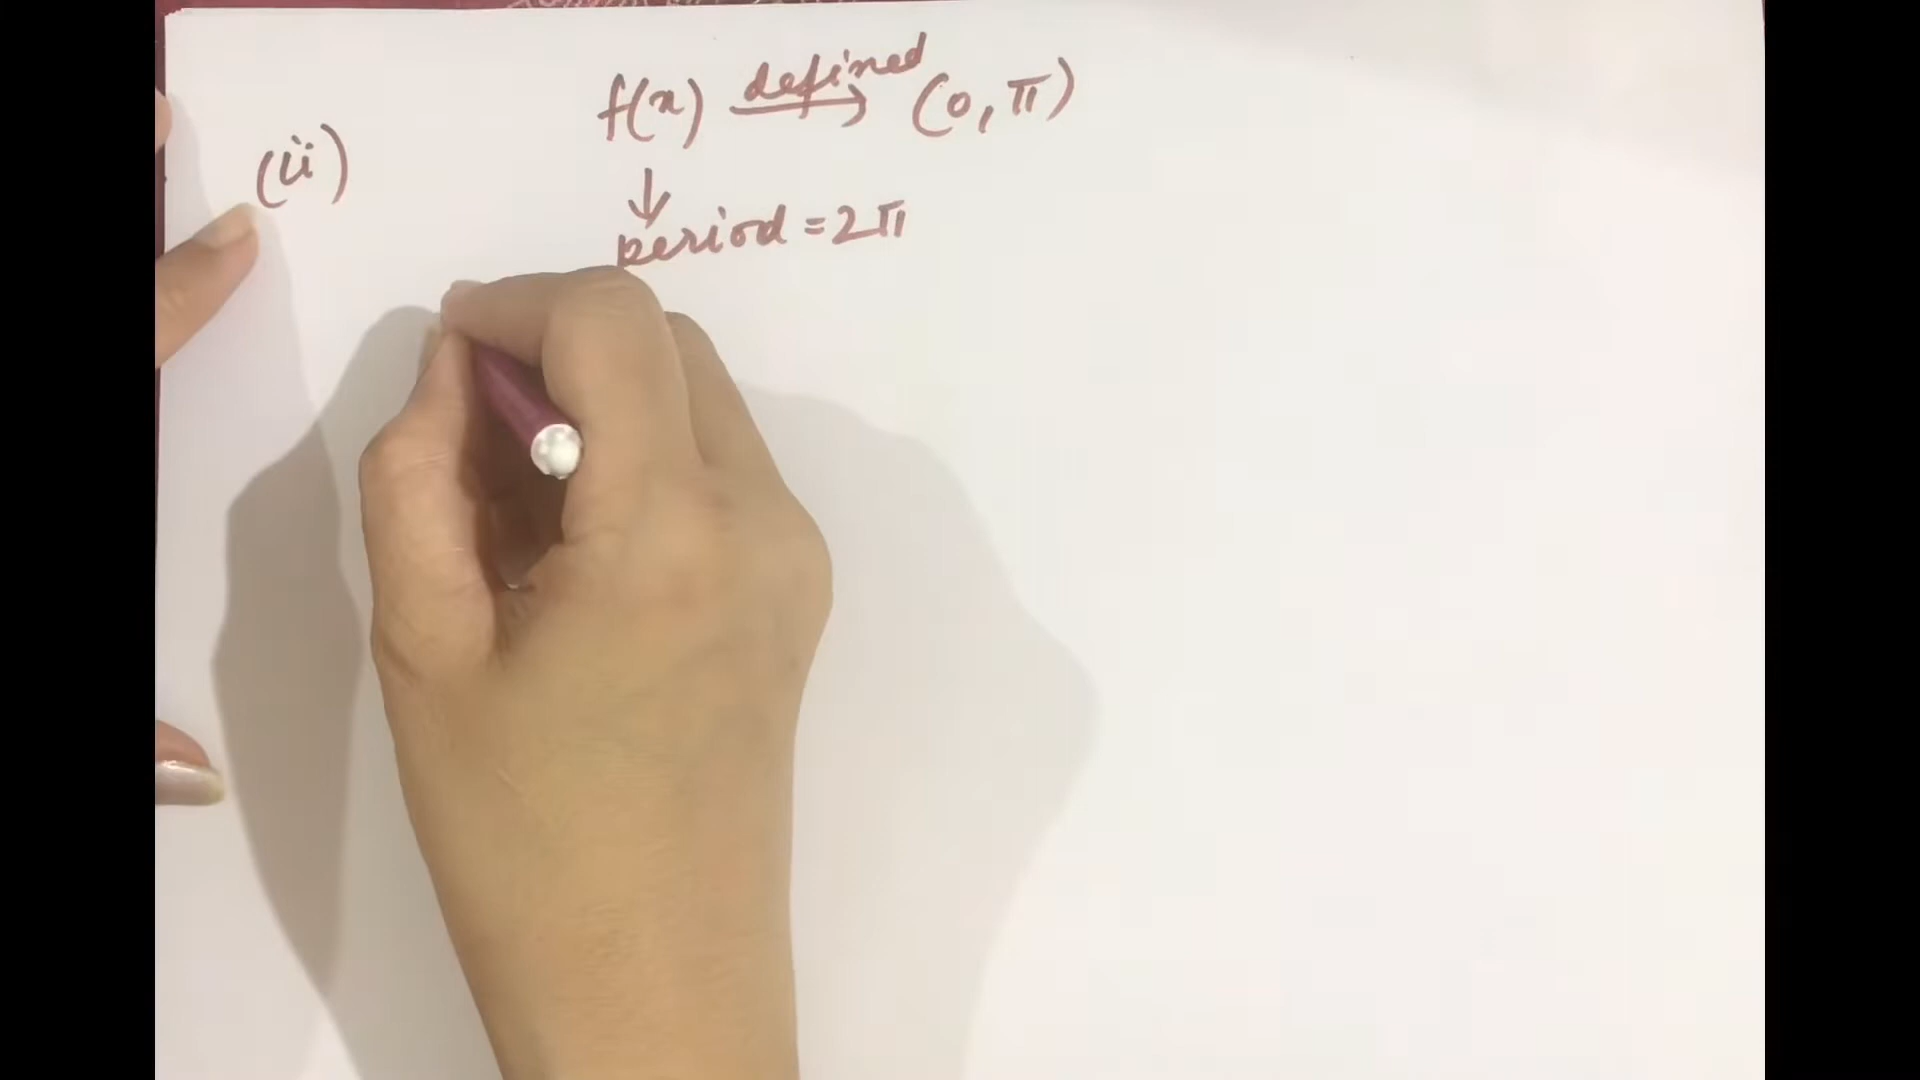 f(x) defined→ (0, π)
(ii)
↓
period = 2π